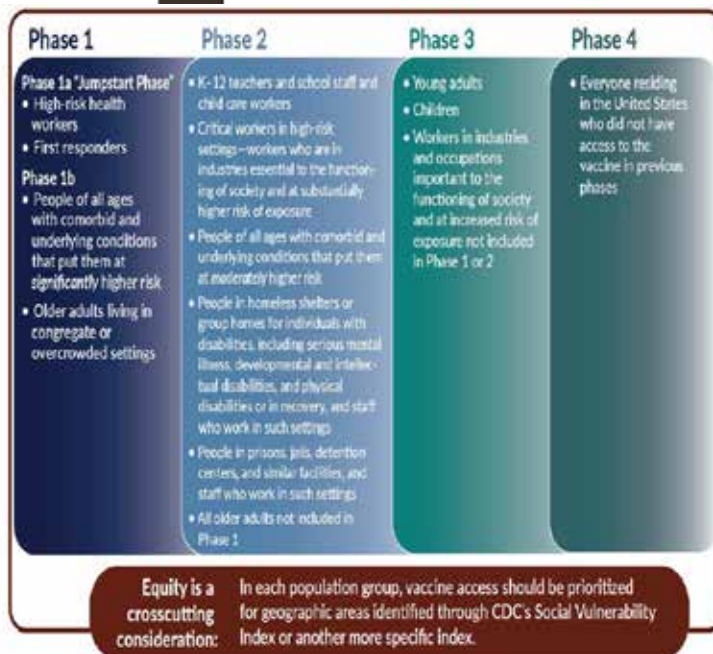 Phase 1
Phase 1a "Jumpstart Phase"
• High-risk health
workers
• First responders
Phase 1b
• People of all ages
with comorbid and
underlying conditions
that put them at
significantly higher risk
• Older adults living in
congregate or
overcrowded settings
Phase 2
• K-12 teachers and school staff and
child care workers
• Critical workers in high-risk
settings—workers who are in
industries essential to the function-
ing of society and at substantially
higher risk of exposure
• People of all ages with comorbid and
underlying conditions that put them
at moderately higher risk
• People in homeless shelters or
group homes for individuals with
disabilities, including serious mental
illness, developmental and intellec-
tual disabilities, and physical
disabilities or in recovery, and staff
who work in such settings
• People in prisons, jails, detention
centers, and similar facilities, and
staff who work in such settings
• All older adults not included in
Phase 1
Phase 3
• Young adults
• Children
• Workers in industries
and occupations
important to the
functioning of society
and at increased risk of
exposure not included
in Phase 1 or 2
Phase 4
• Everyone residing
in the United States
who did not have
access to the
vaccine in previous
phases
Equity is a
crosscutting
consideration:
In each population group, vaccine access should be prioritized
for geographic areas identified through CDC's Social Vulnerability
Index or another more specific index.